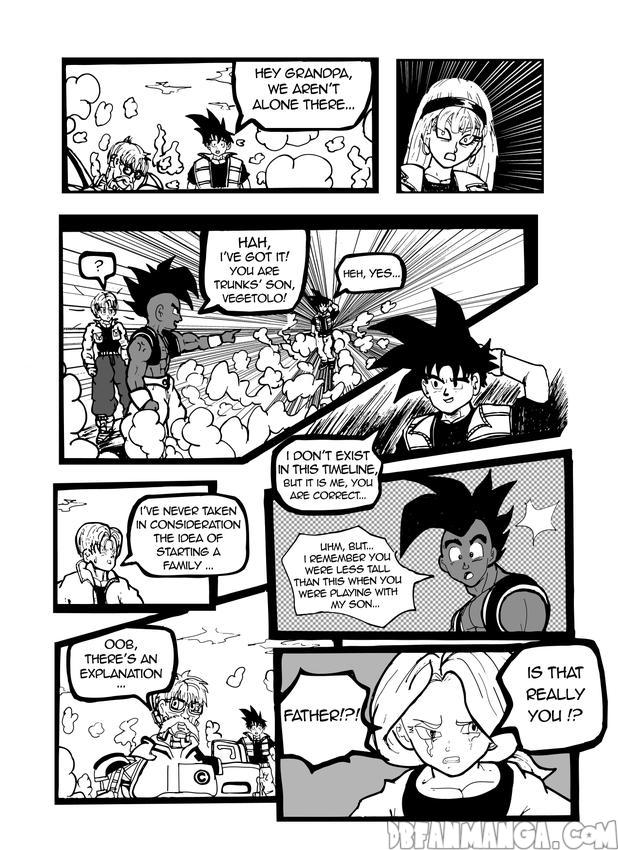 HEY GRANDPA,
WE AREN'T
ALONE THERE...
?
HAH,
I'VE GOT IT!
YOU ARE
TRUNKS' SON,
VEGETOLO!
HEH, YES...
I DON'T EXIST
IN THIS TIMELINE,
BUT IT IS ME, YOU
ARE CORRECT...
I'VE NEVER TAKEN
IN CONSIDERATION
THE IDEA OF
STARTING A
FAMILY ...
UHM, BUT...
I REMEMBER YOU
WERE LESS TALL
THAN THIS WHEN YOU
WERE PLAYING WITH
MY SON...
OOB,
THERE'S AN
EXPLANATION
...
©
FATHER!?!
IS THAT
REALLY
YOU !?
DBFANMANGA.COM